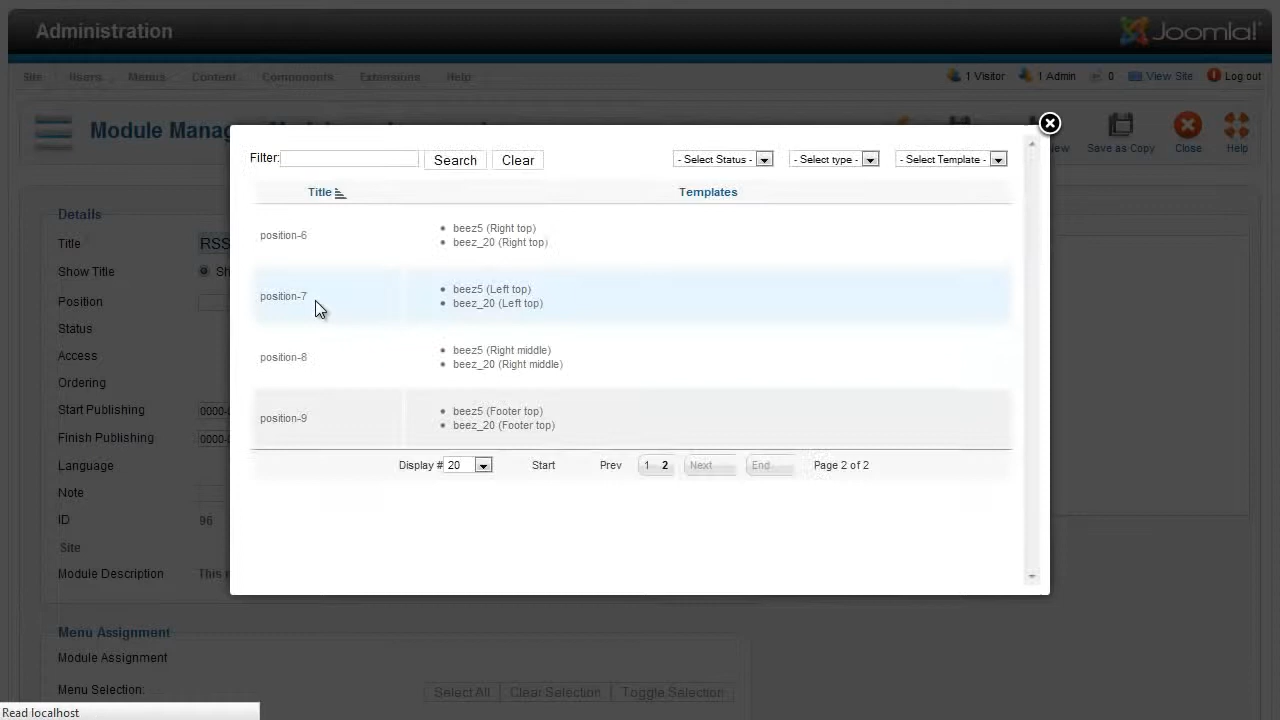 Administration
Joomla!
Site Users Menus Content Components Extensions Help
1 Visitor 1 Admin 0 View Site Log out
Module Manag
Save as Copy Close Help
Filter: Search Clear - Select Status - - Select type - - Select Template -
Title Templates
position-6
beez5 (Right top)
beez_20 (Right top)
position-7
beez5 (Left top)
beez_20 (Left top)
position-8
beez5 (Right middle)
beez_20 (Right middle)
position-9
beez5 (Footer top)
beez_20 (Footer top)
Display # 20 Start Prev 1 2 Next End Page 2 of 2
Details
Title RSS
Show Title Sh
Position
Status
Access
Ordering
Start Publishing 0000-0
Finish Publishing 0000-0
Language
Note
ID 96
Site
Module Description This i
Menu Assignment
Module Assignment
Menu Selection: Select All Clear Selection Toggle Selection
Read localhost